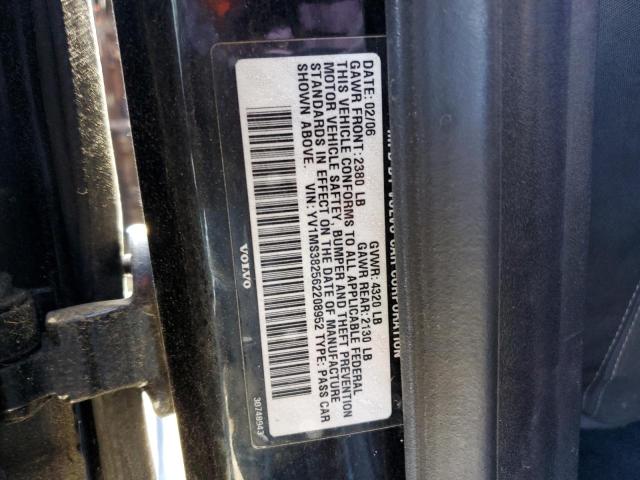 MFD BY VOLVO CAR CORPORATION
DATE: 02/06 GVWR: 4320 LB
GAWR FRONT: 2380 LB GAWR REAR: 2130 LB
THIS VEHICLE CONFORMS TO ALL APPLICABLE FEDERAL
MOTOR VEHICLE SAFTEY, BUMPER AND THEFT PREVENTION
STANDARDS IN EFFECT ON THE DATE OF MANUFACTURE
SHOWN ABOVE. VIN: YV1MS382562208952 TYPE: PASS CAR
VOLVO
30748943